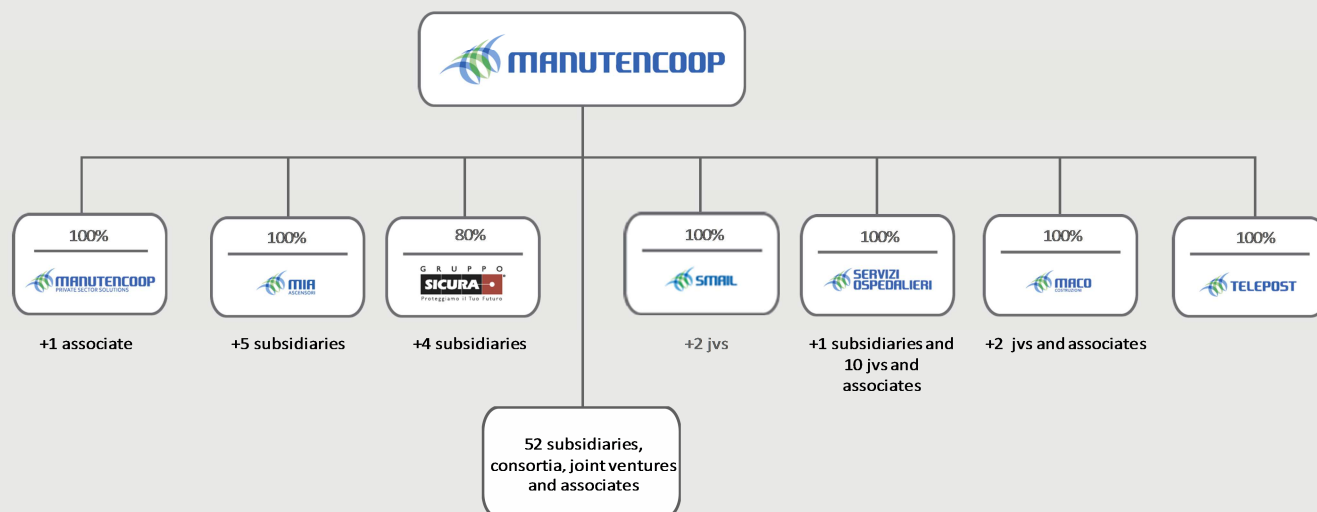 MANUTENCOOP
100%
MANUTENCOOP
PRIVATE SECTOR SOLUTIONS
+1 associate
100%
MIA
ASCENSORI
+5 subsidiaries
80%
GRUPPO
SICURA
Proteggiamo il Tuo Futuro
+4 subsidiaries
100%
SMAIL
+2 jvs
100%
SERVIZI
OSPEDALIERI
+1 subsidiaries and
10 jvs and
associates
100%
MACO
COSTRUZIONI
+2 jvs and associates
100%
TELEPOST
52 subsidiaries,
consortia, joint ventures
and associates